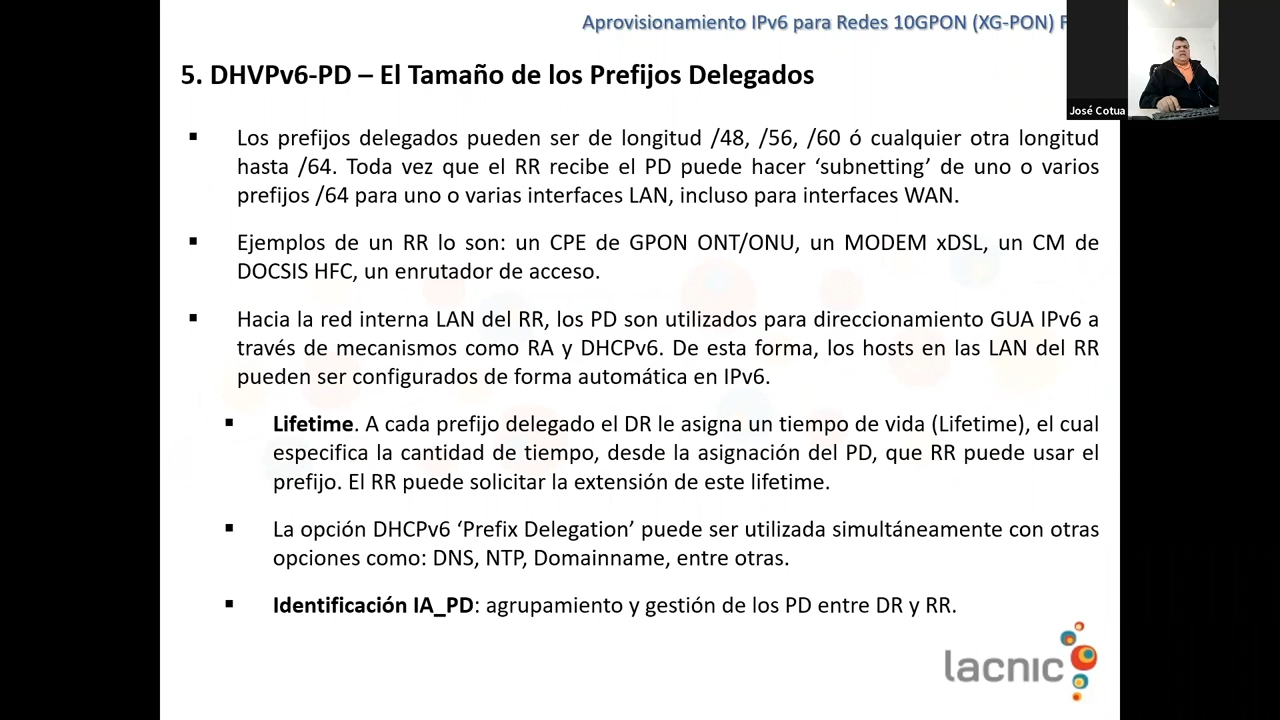 Aprovisionamiento IPv6 para Redes 10GPON (XG-PON)
José Cotua
5. DHVPv6-PD – El Tamaño de los Prefijos Delegados
▪ Los prefijos delegados pueden ser de longitud /48, /56, /60 ó cualquier otra longitud
hasta /64. Toda vez que el RR recibe el PD puede hacer ‘subnetting’ de uno o varios
prefijos /64 para uno o varias interfaces LAN, incluso para interfaces WAN.
▪ Ejemplos de un RR lo son: un CPE de GPON ONT/ONU, un MODEM xDSL, un CM de
DOCSIS HFC, un enrutador de acceso.
▪ Hacia la red interna LAN del RR, los PD son utilizados para direccionamiento GUA IPv6 a
través de mecanismos como RA y DHCPv6. De esta forma, los hosts en las LAN del RR
pueden ser configurados de forma automática en IPv6.
▪ Lifetime. A cada prefijo delegado el DR le asigna un tiempo de vida (Lifetime), el cual
especifica la cantidad de tiempo, desde la asignación del PD, que RR puede usar el
prefijo. El RR puede solicitar la extensión de este lifetime.
▪ La opción DHCPv6 ‘Prefix Delegation’ puede ser utilizada simultáneamente con otras
opciones como: DNS, NTP, Domainname, entre otras.
▪ Identificación IA_PD: agrupamiento y gestión de los PD entre DR y RR.
lacnic